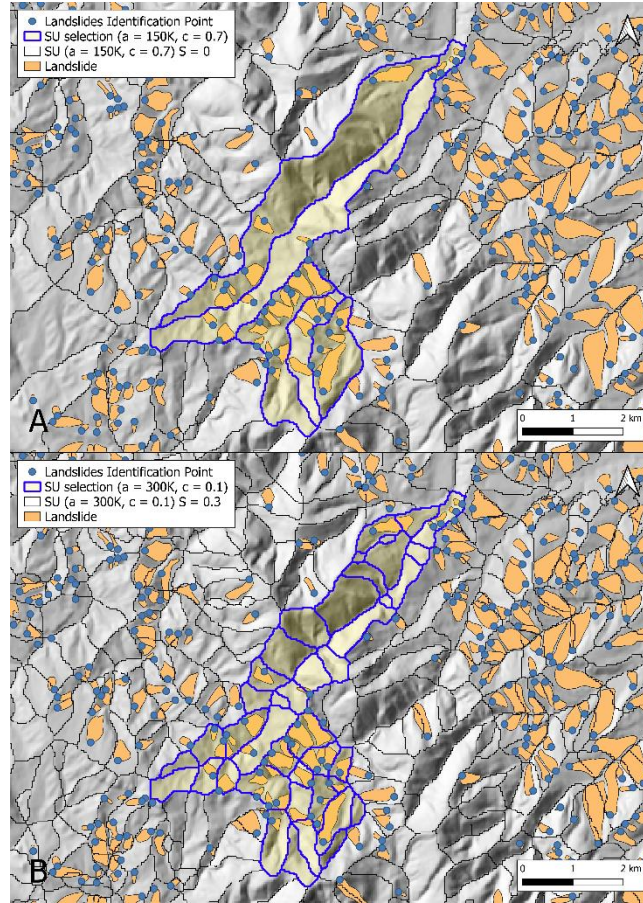 Landslides Identification Point
SU selection (a = 150K, c = 0.7)
SU (a = 150K, c = 0.7) S = 0
Landslide
A
0 1 2 km
Landslides Identification Point
SU selection (a = 300K, c = 0.1)
SU (a = 300K, c = 0.1) S = 0.3
Landslide
B
0 1 2 km